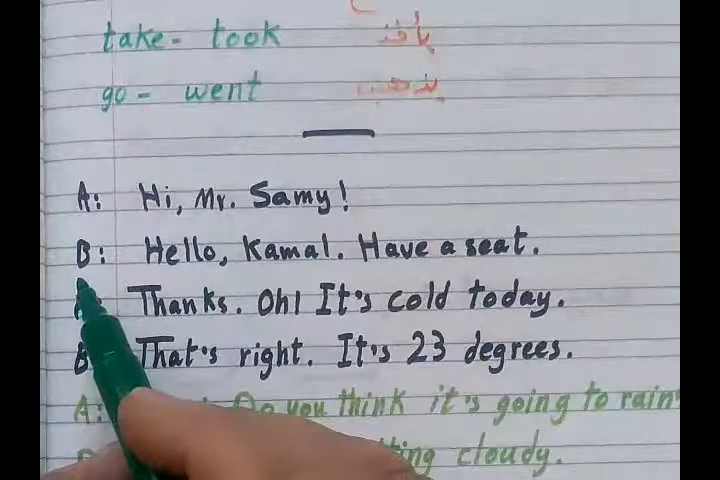 take - took يأخذ
go - went يذهب
A: Hi, Mr. Samy!
B: Hello, Kamal. Have a seat.
Thanks. Oh! It's cold today.
B That's right. It's 23 degrees.
A: Do you think it's going to rain
cloudy.